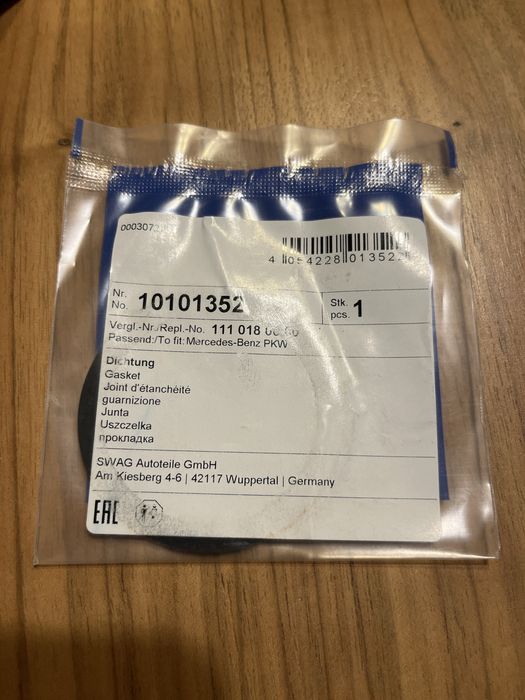 4 054228 013522
Nr.
No. 10101352
Stk.
pcs. 1
Vergl.-Nr./Repl.-No. 111 018
Passend:/To fit: Mercedes-Benz PKW
Dichtung
Gasket
Joint d'étanchéité
guarnizione
Junta
Uszczelka
прокладка
SWAG Autoteile GmbH
Am Kiesberg 4-6 | 42117 Wuppertal | Germany
EAC